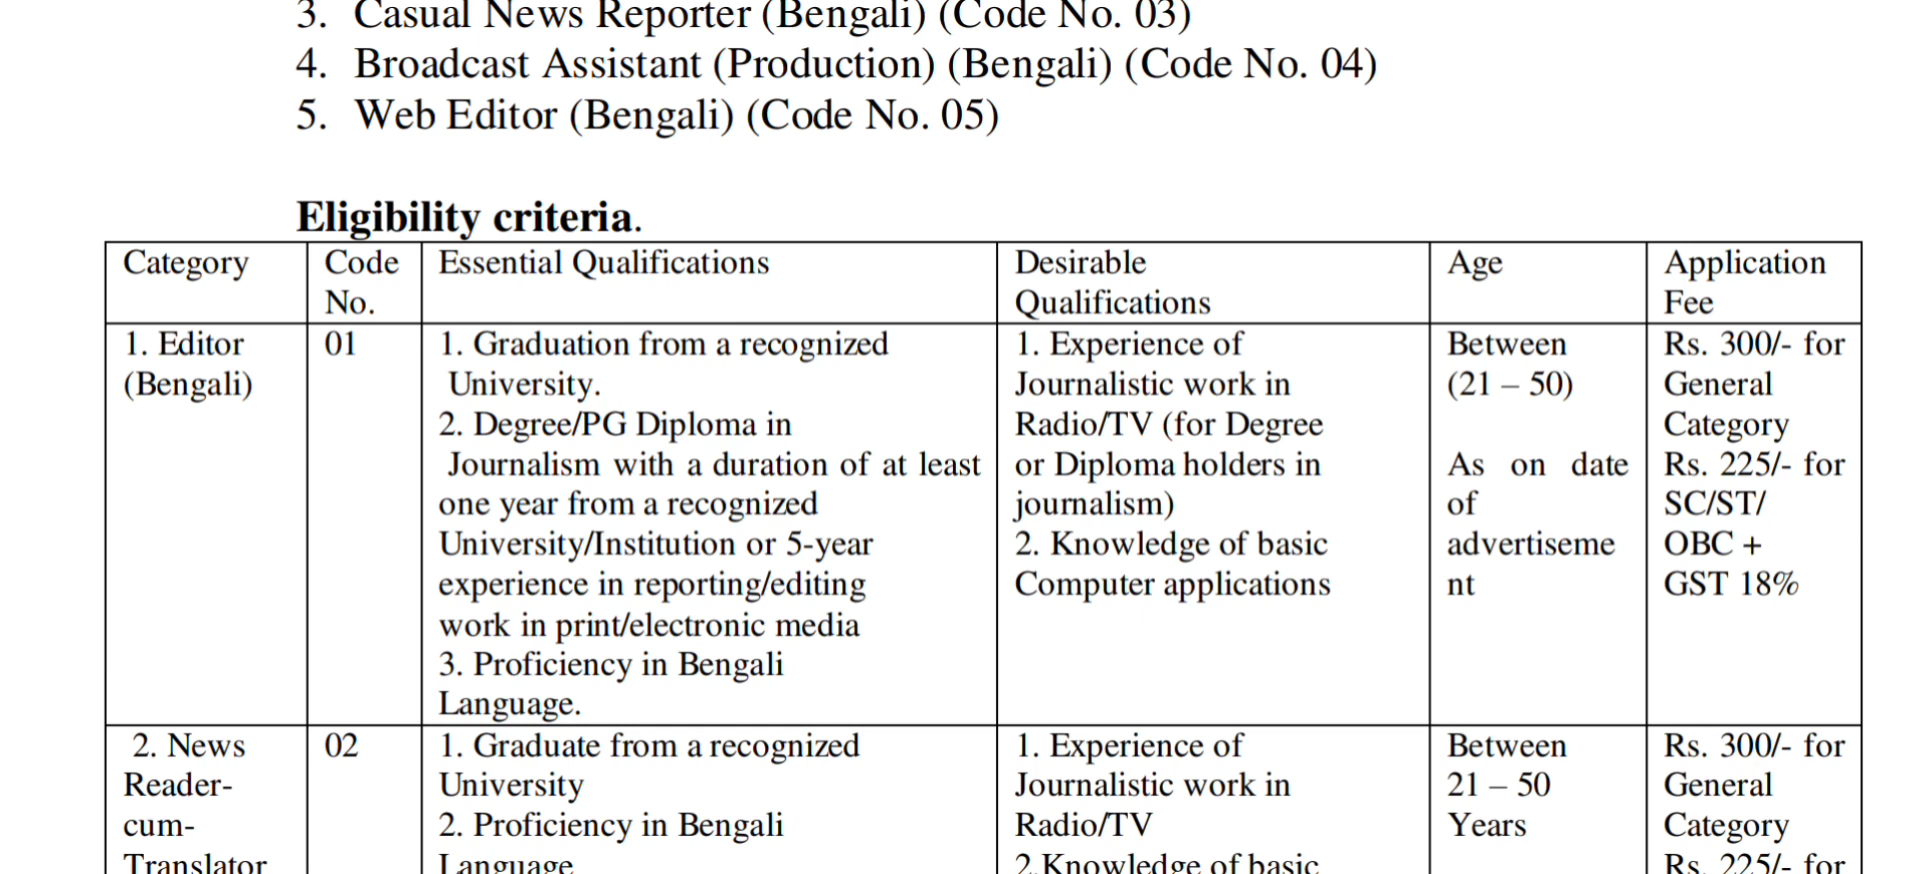 3. Casual News Reporter (Bengali) (Code No. 03)
4. Broadcast Assistant (Production) (Bengali) (Code No. 04)
5. Web Editor (Bengali) (Code No. 05)
Eligibility criteria.
Category
Code
No.
Essential Qualifications
Desirable
Qualifications
Age
Application
Fee
1. Editor
(Bengali)
01
1. Graduation from a recognized
University.
2. Degree/PG Diploma in
Journalism with a duration of at least
one year from a recognized
University/Institution or 5-year
experience in reporting/editing
work in print/electronic media
3. Proficiency in Bengali
Language.
1. Experience of
Journalistic work in
Radio/TV (for Degree
or Diploma holders in
journalism)
2. Knowledge of basic
Computer applications
Between
(21 – 50)
As on date
of
advertiseme
nt
Rs. 300/- for
General
Category
Rs. 225/- for
SC/ST/
OBC +
GST 18%
2. News
Reader-
cum-
Translator
02
1. Graduate from a recognized
University
2. Proficiency in Bengali
Language
1. Experience of
Journalistic work in
Radio/TV
2.Knowledge of basic
Between
21 – 50
Years
Rs. 300/- for
General
Category
Rs. 225/- for